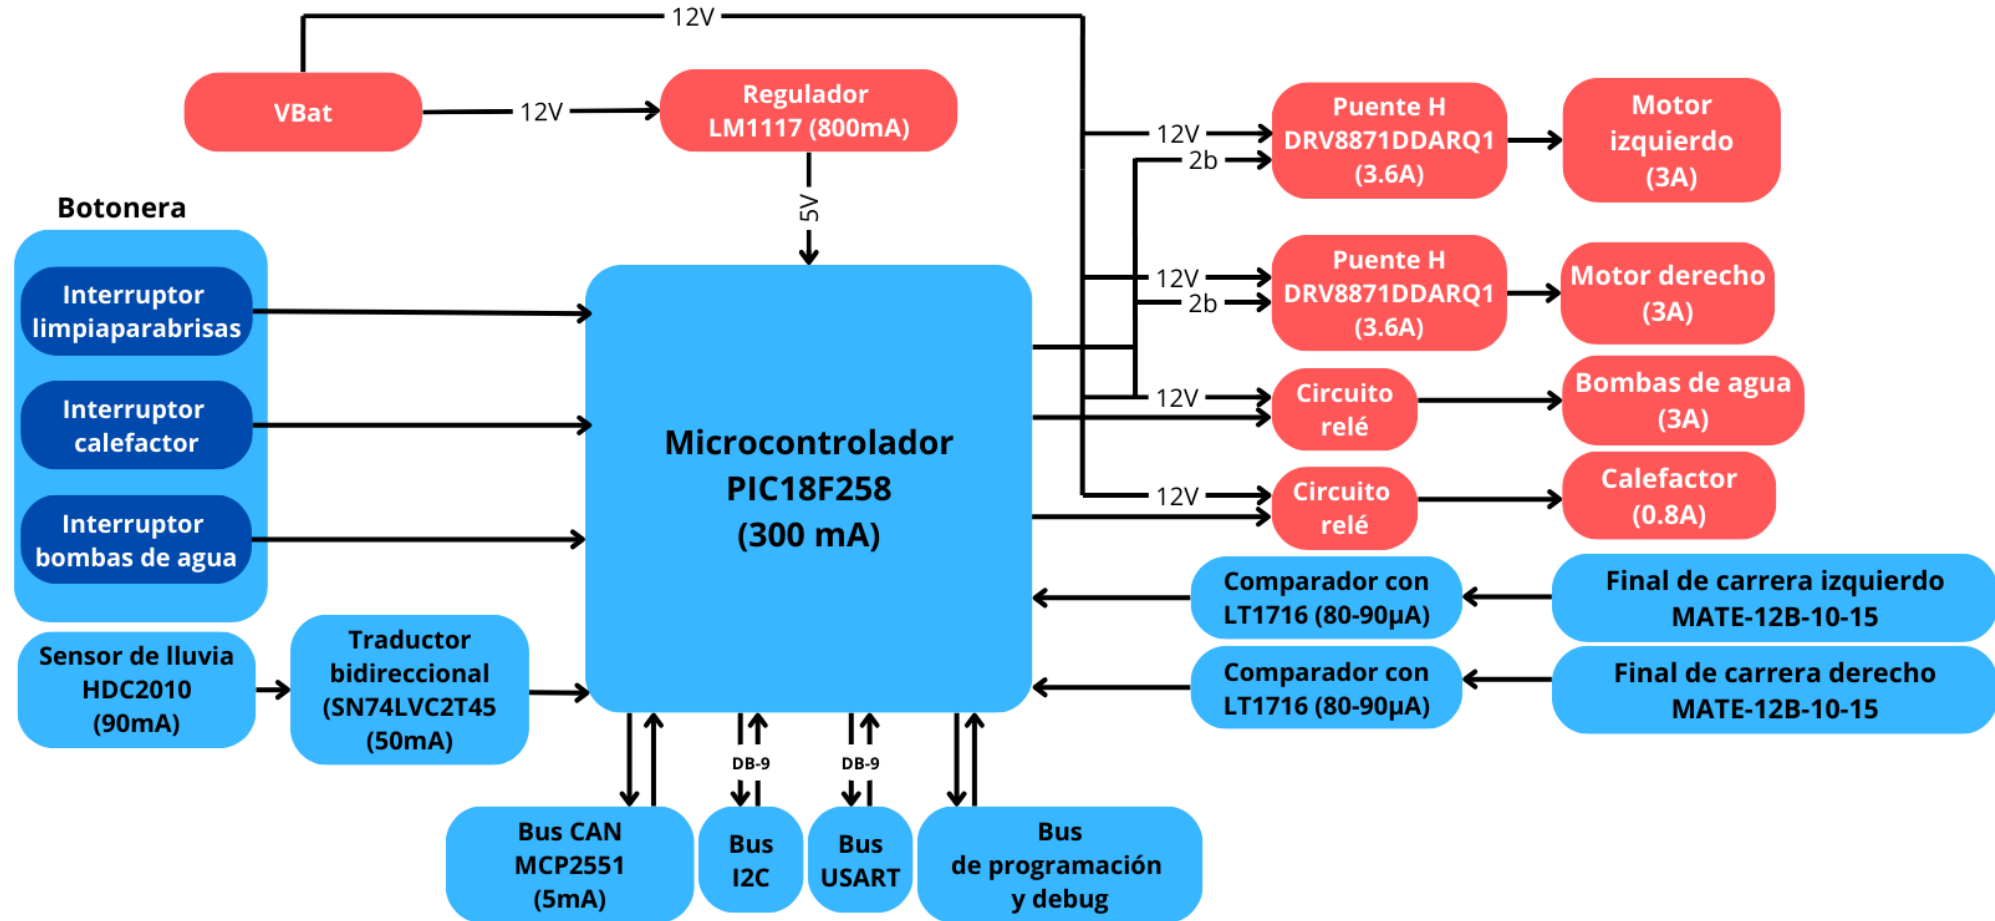 12V
VBat
12V
Regulador
LM1117 (800mA)
5V
Puente H
DRV8871DDARQ1
(3.6A)
Motor
izquierdo
(3A)
12V
2b
Botonera
Interruptor
limpiaparabrisas
Interruptor
calefactor
Interruptor
bombas de agua
Microcontrolador
PIC18F258
(300 mA)
12V
2b
Puente H
DRV8871DDARQ1
(3.6A)
Motor derecho
(3A)
12V
Circuito
relé
Bombas de agua
(3A)
12V
Circuito
relé
Calefactor
(0.8A)
Comparador con
LT1716 (80-90µA)
Final de carrera izquierdo
MATE-12B-10-15
Comparador con
LT1716 (80-90µA)
Final de carrera derecho
MATE-12B-10-15
Sensor de lluvia
HDC2010
(90mA)
Traductor
bidireccional
(SN74LVC2T45
(50mA)
DB-9
DB-9
Bus CAN
MCP2551
(5mA)
Bus
I2C
Bus
USART
Bus
de programación
y debug